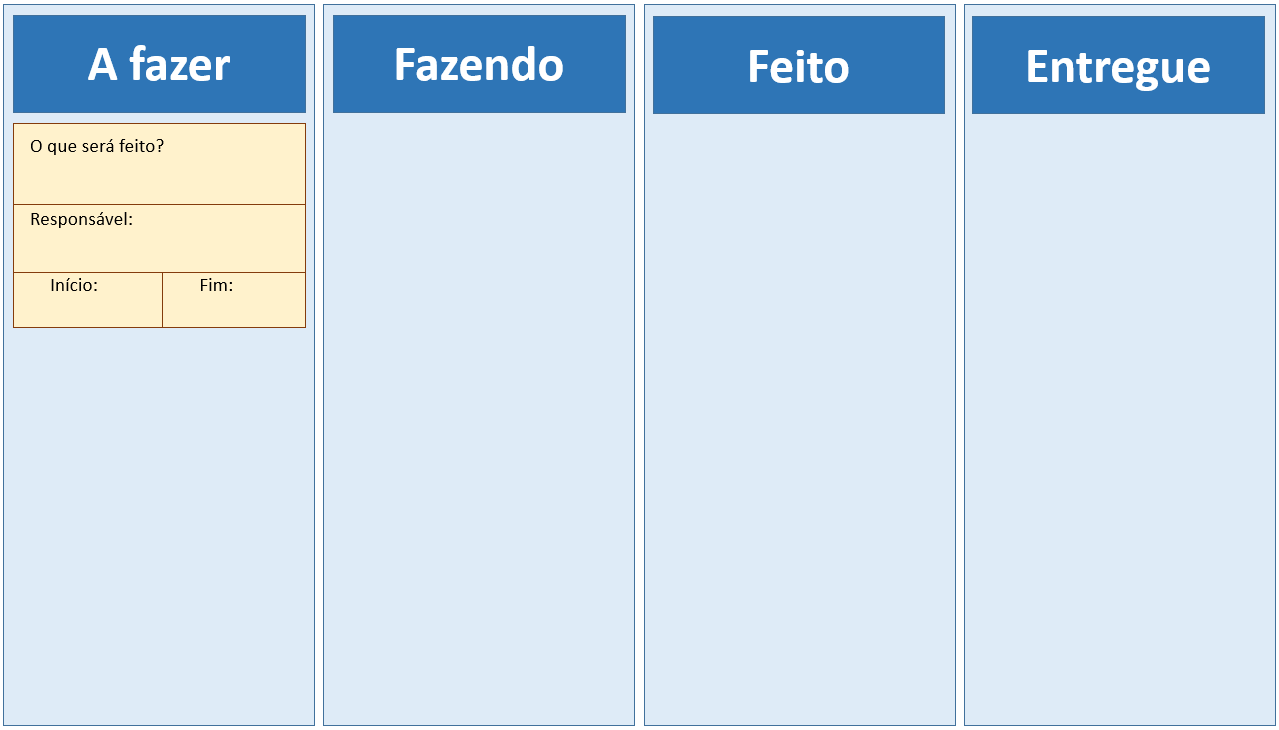 A fazer
Fazendo
Feito
Entregue
O que será feito?
Responsável:
Início:
Fim: